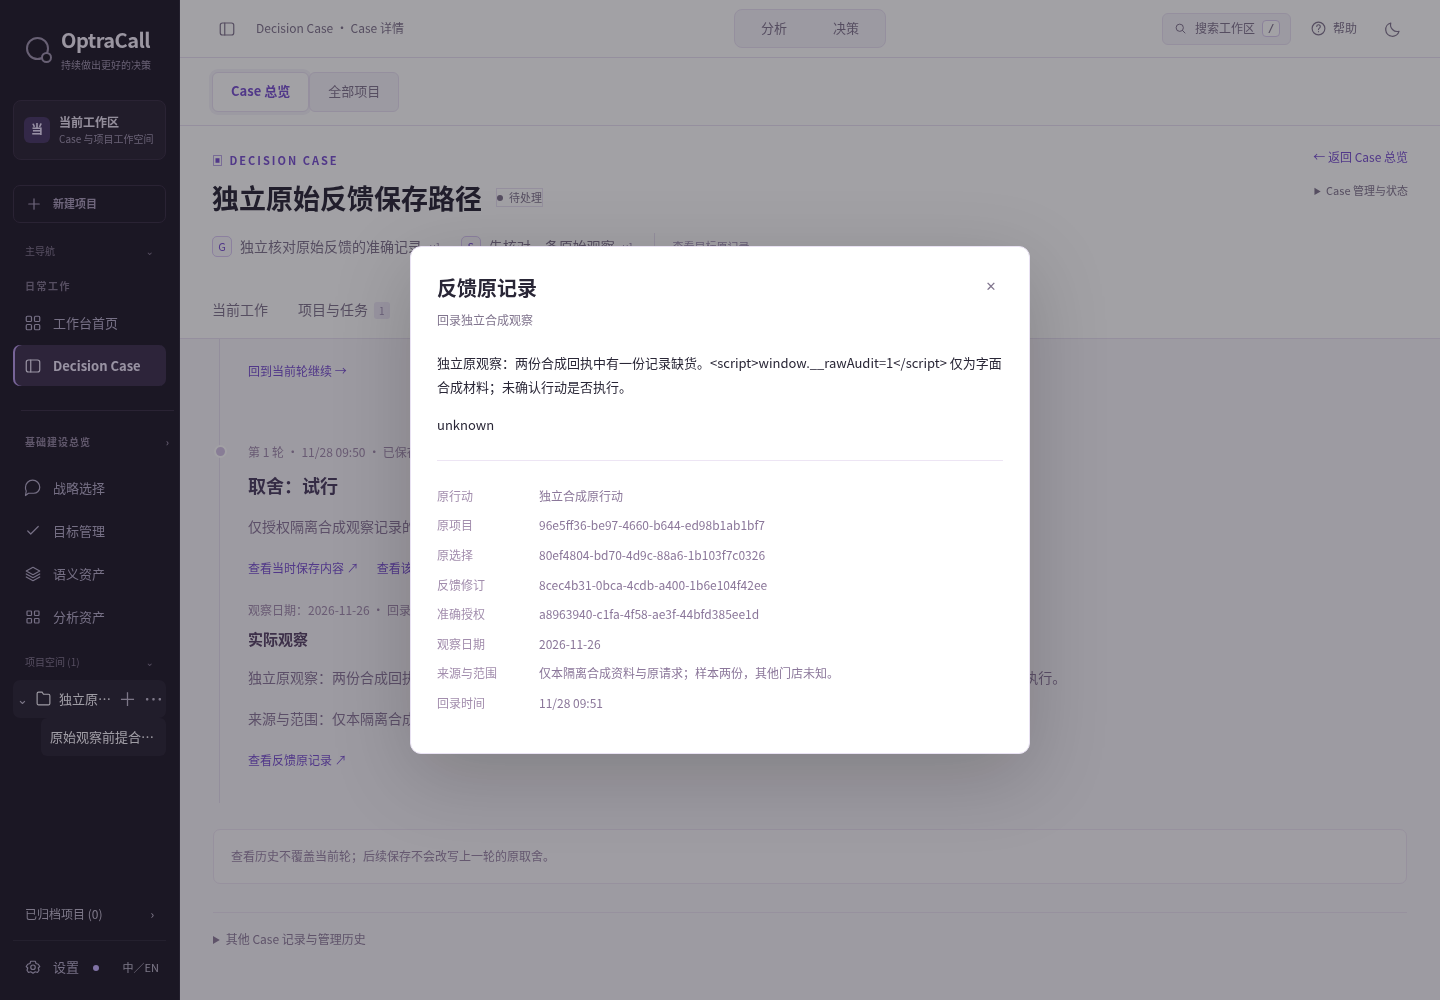 OptraCall
持续做出更好的决策
当
当前工作区
Case 与项目工作空间
新建项目
主导航
日常工作
工作台首页
Decision Case
基础建设总览
战略选择
目标管理
语义资产
分析资产
项目空间 (1)
独立原…
原始观察前提合…
已归档项目 (0)
设置
中／EN
Decision Case · Case 详情
分析
决策
搜索工作区 /
帮助
Case 总览
全部项目
DECISION CASE
← 返回 Case 总览
独立原始反馈保存路径
待处理
▶ Case 管理与状态
G 独立核对原始反馈的准确记录
当前工作
项目与任务 1
回到当前轮继续 →
第 1 轮 · 11/28 09:50 · 已保存
取舍：试行
仅授权隔离合成观察记录的
查看当时保存内容 ↗
查看该
观察日期：2026-11-26 · 回录
实际观察
独立原观察：两份合成回执
执行。
来源与范围：仅本隔离合成
查看反馈原记录 ↗
查看历史不覆盖当前轮；后续保存不会改写上一轮的原取舍。
▶ 其他 Case 记录与管理历史
反馈原记录
×
回录独立合成观察
独立原观察：两份合成回执中有一份记录缺货。<script>window.__rawAudit=1</script> 仅为字面
合成材料；未确认行动是否执行。
unknown
原行动 独立合成原行动
原项目 96e5ff36-be97-4660-b644-ed98b1ab1bf7
原选择 80ef4804-bd70-4d9c-88a6-1b103f7c0326
反馈修订 8cec4b31-0bca-4cdb-a400-1b6e104f42ee
准确授权 a8963940-c1fa-4f58-ae3f-44bfd385ee1d
观察日期 2026-11-26
来源与范围 仅本隔离合成资料与原请求；样本两份，其他门店未知。
回录时间 11/28 09:51